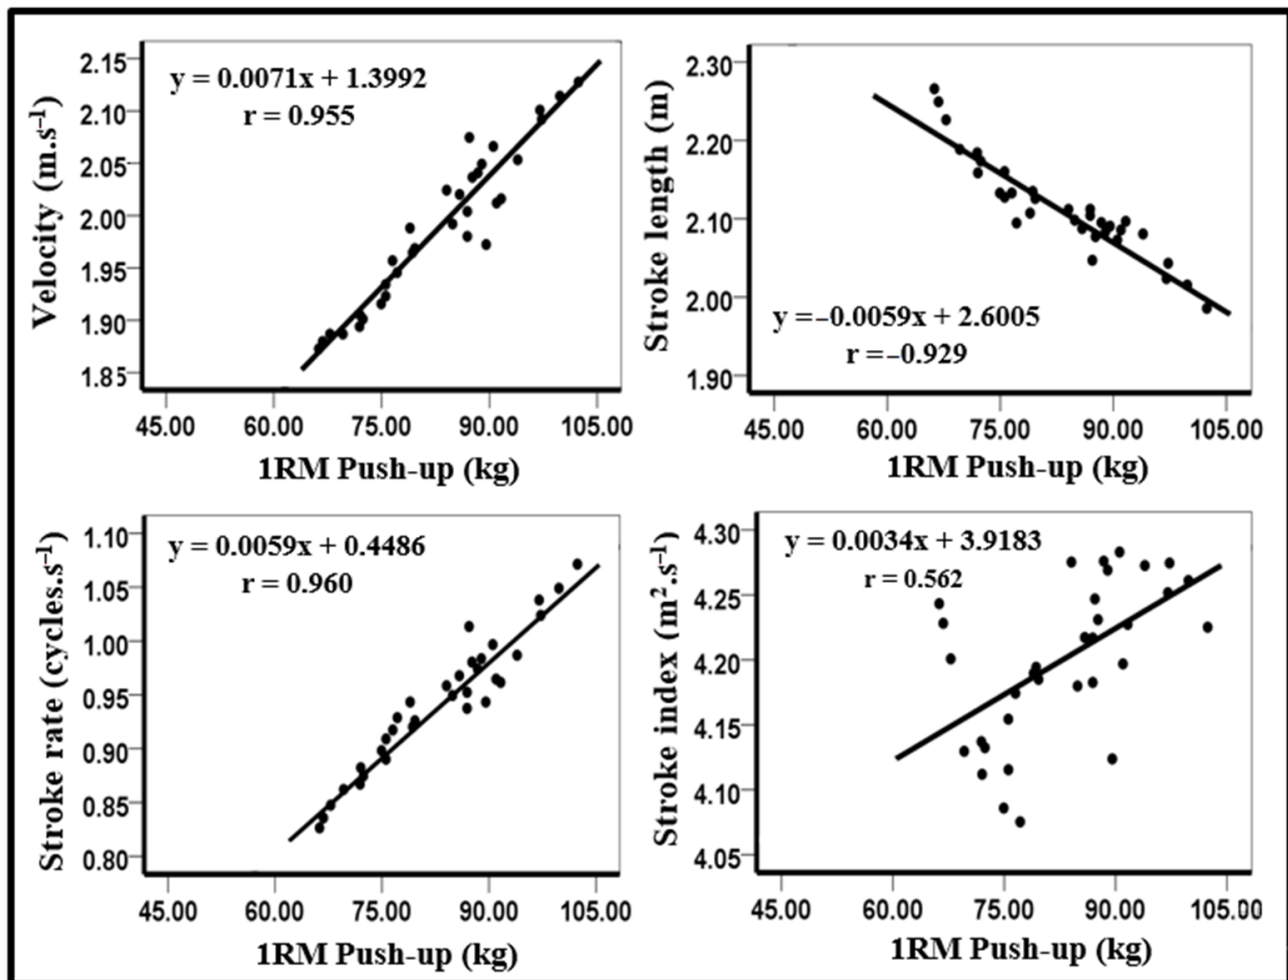 y = 0.0071x + 1.3992
r = 0.955
Velocity (m.s⁻¹)
2.15
2.10
2.05
2.00
1.95
1.90
1.85
45.00 60.00 75.00 90.00 105.00
1RM Push-up (kg)
y =–0.0059x + 2.6005
r =–0.929
Stroke length (m)
2.30
2.20
2.10
2.00
1.90
45.00 60.00 75.00 90.00 105.00
1RM Push-up (kg)
y = 0.0059x + 0.4486
r = 0.960
Stroke rate (cycles.s⁻¹)
1.10
1.05
1.00
0.95
0.90
0.85
0.80
45.00 60.00 75.00 90.00 105.00
1RM Push-up (kg)
y = 0.0034x + 3.9183
r = 0.562
Stroke index (m².s⁻¹)
4.30
4.25
4.20
4.15
4.10
4.05
45.00 60.00 75.00 90.00 105.00
1RM Push-up (kg)